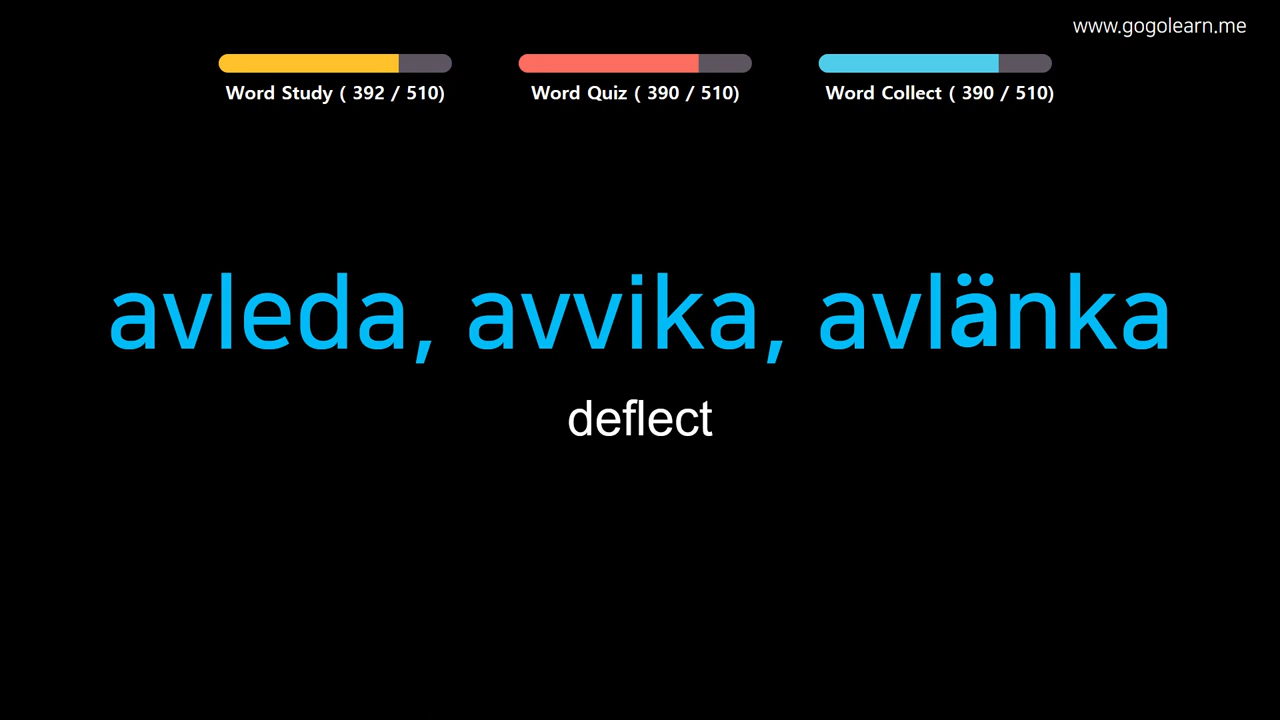 www.gogolearn.me
Word Study ( 392 / 510)
Word Quiz ( 390 / 510)
Word Collect ( 390 / 510)
avleda, avvika, avlänka
deflect